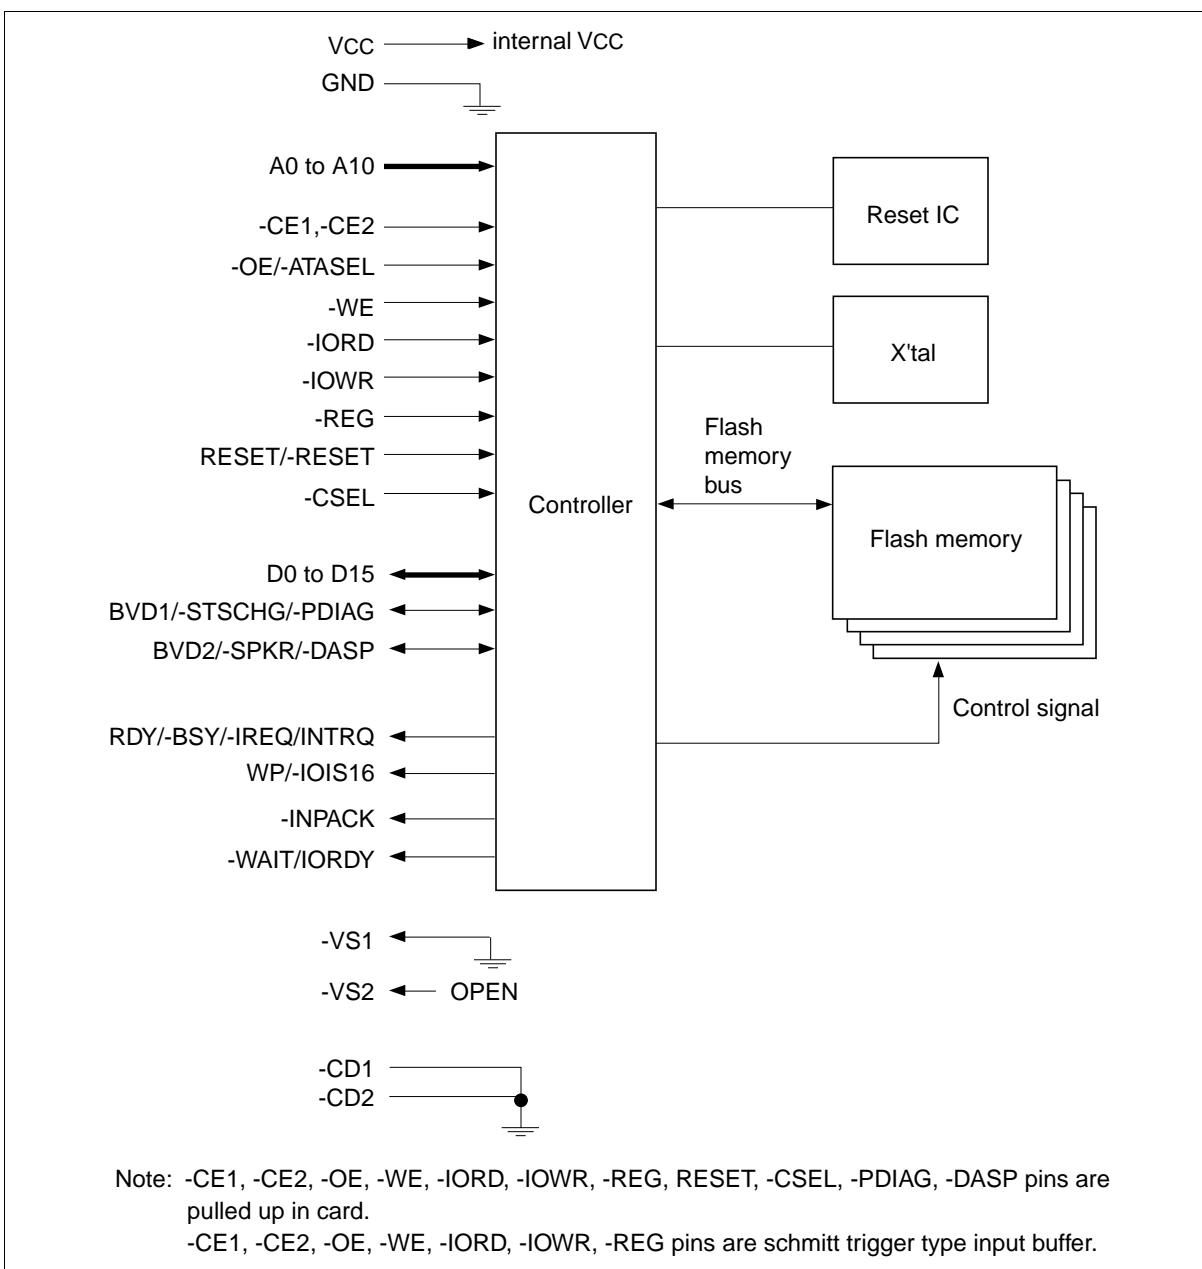 VCC
internal VCC
GND
A0 to A10
-CE1,-CE2
-OE/-ATASEL
-WE
-IORD
-IOWR
-REG
RESET/-RESET
-CSEL
D0 to D15
BVD1/-STSCHG/-PDIAG
BVD2/-SPKR/-DASP
RDY/-BSY/-IREQ/INTRQ
WP/-IOIS16
-INPACK
-WAIT/IORDY
Controller
Reset IC
X'tal
Flash
memory
bus
Flash memory
Control signal
-VS1
-VS2
OPEN
-CD1
-CD2
Note: -CE1, -CE2, -OE, -WE, -IORD, -IOWR, -REG, RESET, -CSEL, -PDIAG, -DASP pins are
pulled up in card.
-CE1, -CE2, -OE, -WE, -IORD, -IOWR, -REG pins are schmitt trigger type input buffer.